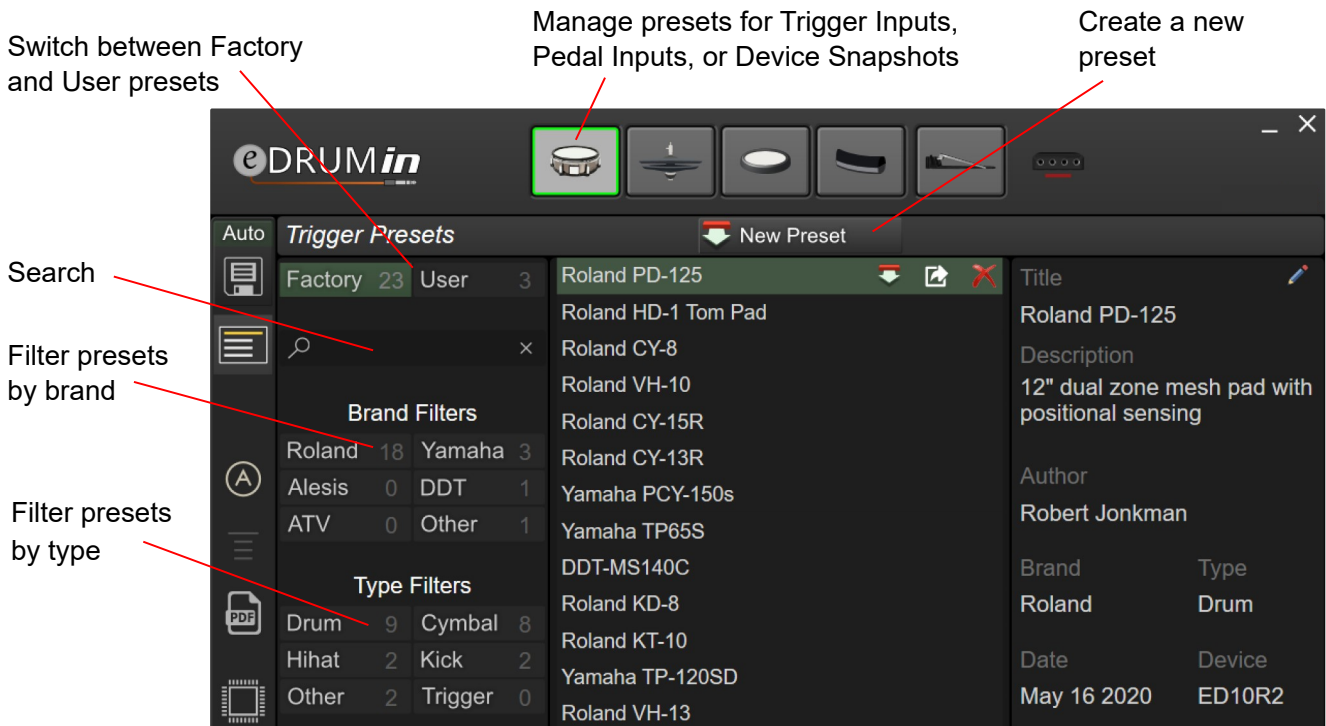 Manage presets for Trigger Inputs,
Pedal Inputs, or Device Snapshots
Create a new
preset
Switch between Factory
and User presets
eDRUMin
Auto
Trigger Presets
New Preset
Search
Factory 23 User 3
Filter presets
by brand
Brand Filters
Roland 18 Yamaha 3
Alesis 0 DDT 1
ATV 0 Other 1
Filter presets
by type
Type Filters
Drum 9 Cymbal 8
Hihat 2 Kick 2
Other 2 Trigger 0
A
PDF
Roland PD-125
Roland HD-1 Tom Pad
Roland CY-8
Roland VH-10
Roland CY-15R
Roland CY-13R
Yamaha PCY-150s
Yamaha TP65S
DDT-MS140C
Roland KD-8
Roland KT-10
Yamaha TP-120SD
Roland VH-13
Title
Roland PD-125
Description
12" dual zone mesh pad with
positional sensing
Author
Robert Jonkman
Brand Type
Roland Drum
Date Device
May 16 2020 ED10R2